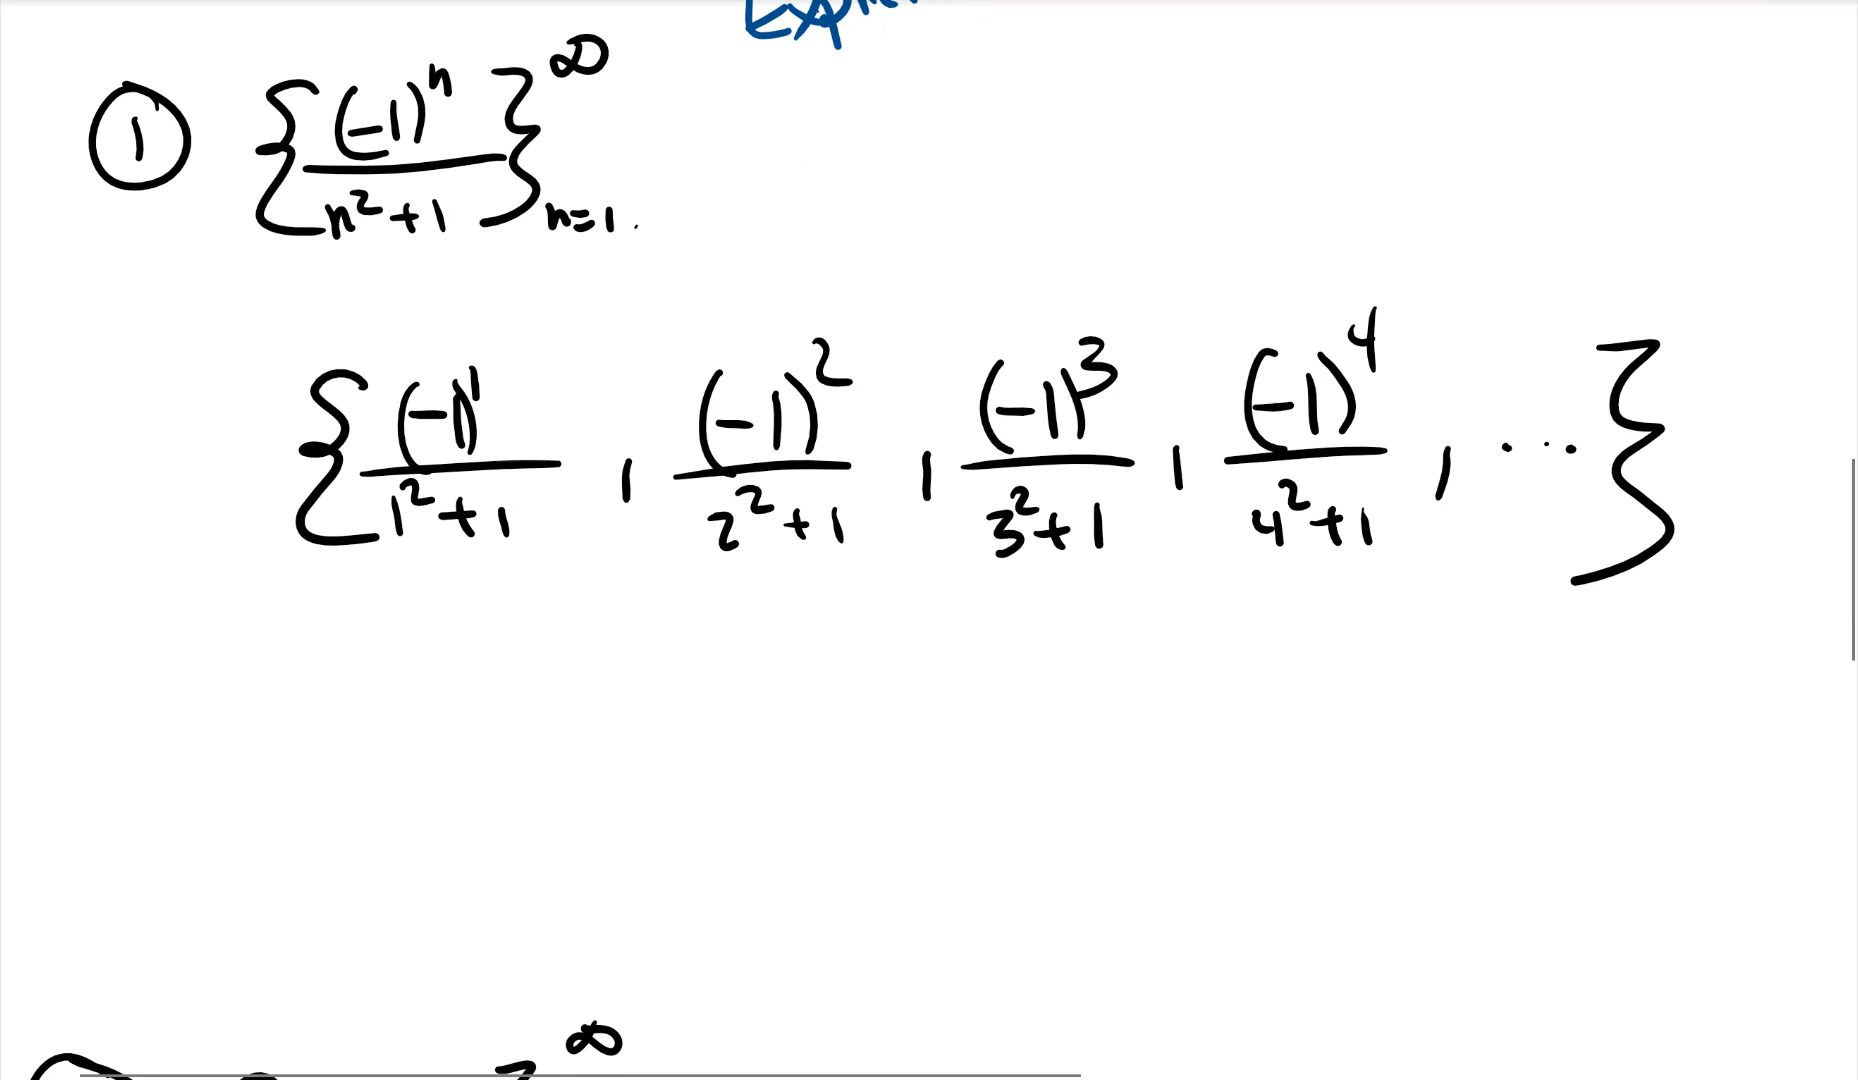 ① {(-1)^n / (n^2+1)}_{n=1}^∞
{(-1)^1 / (1^2+1), (-1)^2 / (2^2+1), (-1)^3 / (3^2+1), (-1)^4 / (4^2+1), ...}
∞